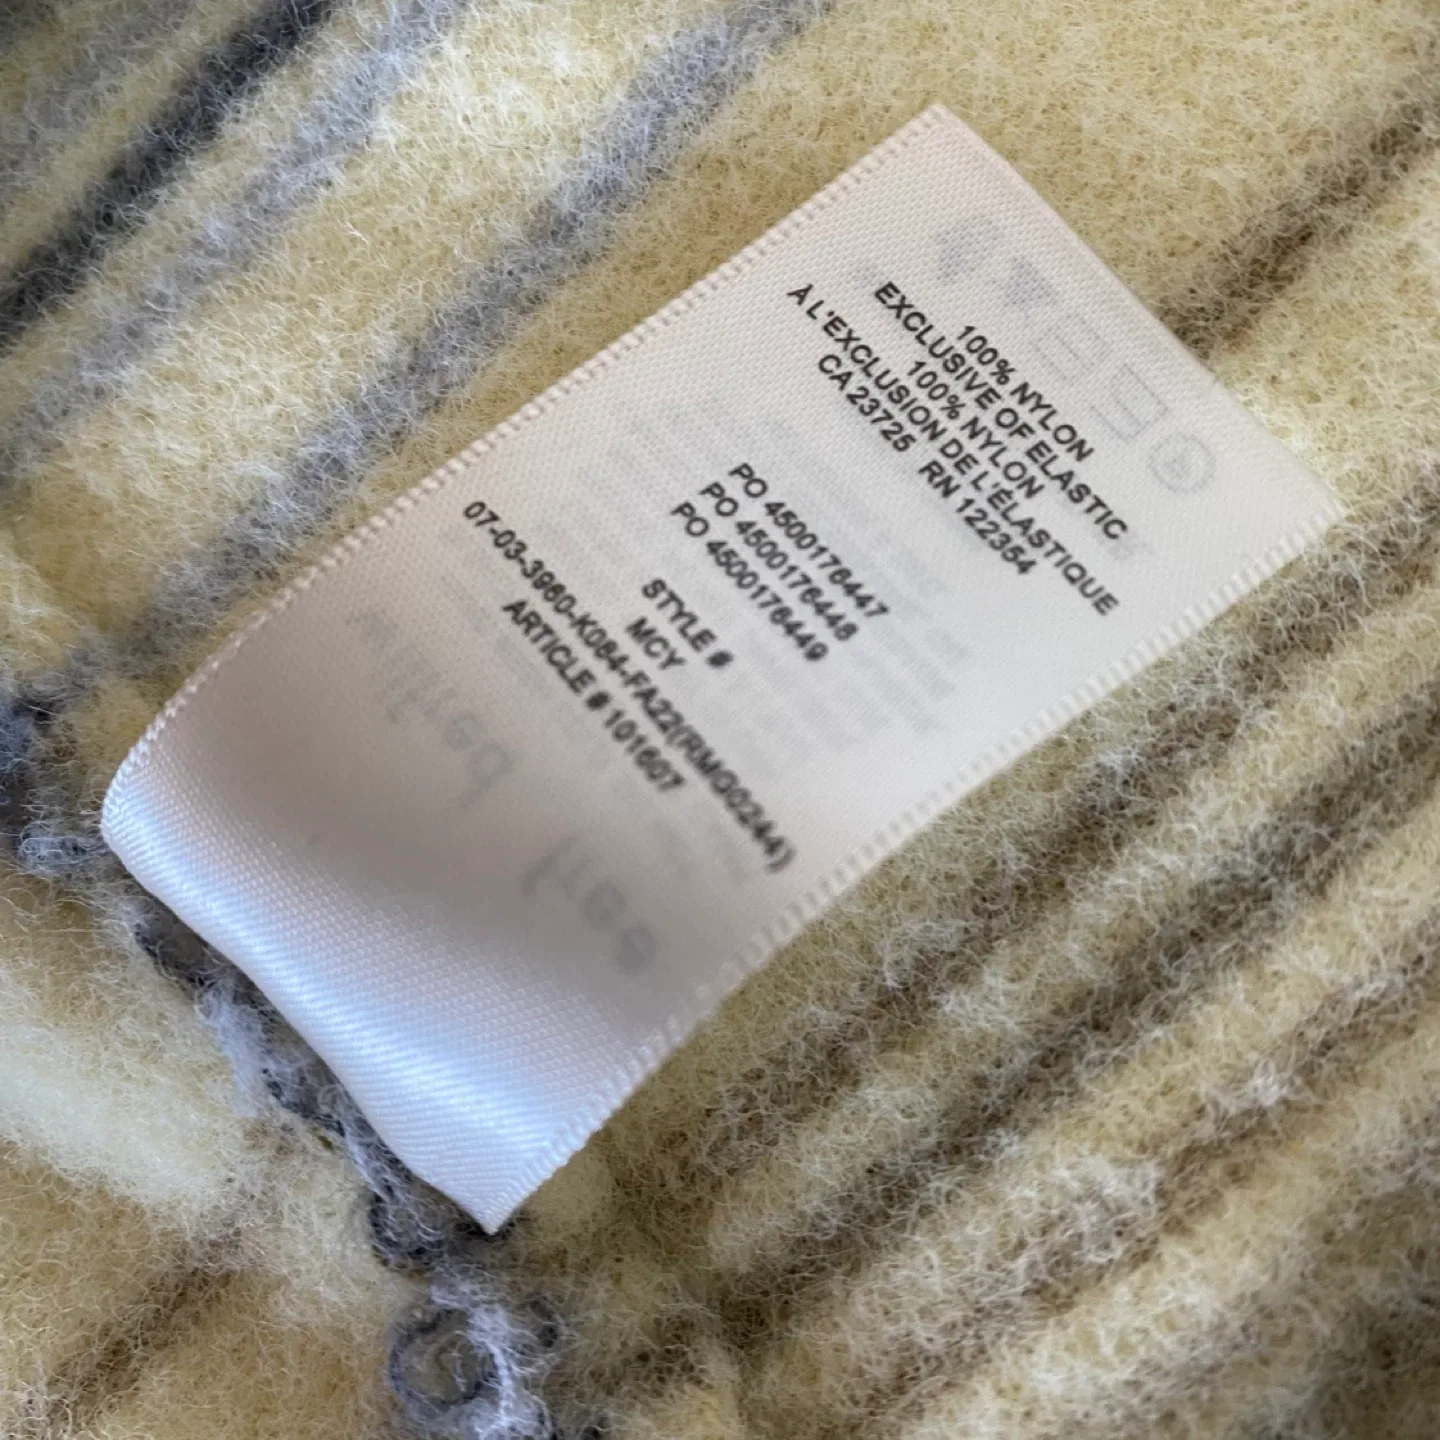 100% NYLON
EXCLUSIVE OF ELASTIC
100% NYLON
À L'EXCLUSION DE L'ÉLASTIQUE
CA 23725 RN 122354
PO 4500176447
PO 4500176448
PO 4500176449
STYLE #
MCY
07-03-3960-K084-FA22(RMG0244)
ARTICLE # 101607